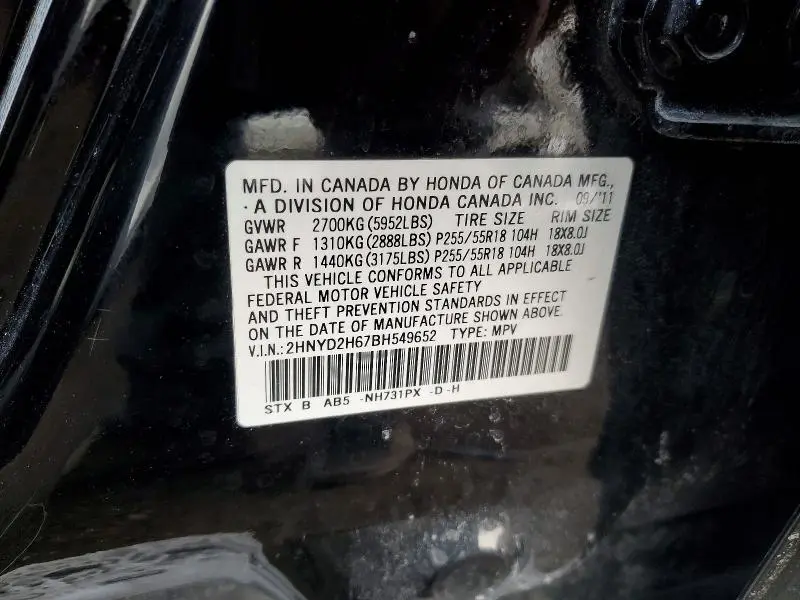 MFD. IN CANADA BY HONDA OF CANADA MFG.,
·A DIVISION OF HONDA CANADA INC. 09/'11
GVWR 2700KG(5952LBS) TIRE SIZE RIM SIZE
GAWR F 1310KG(2888LBS) P255/55R18 104H 18X8.0J
GAWR R 1440KG(3175LBS) P255/55R18 104H 18X8.0J
THIS VEHICLE CONFORMS TO ALL APPLICABLE
FEDERAL MOTOR VEHICLE SAFETY
AND THEFT PREVENTION STANDARDS IN EFFECT
ON THE DATE OF MANUFACTURE SHOWN ABOVE.
V.I.N.:2HNYD2H67BH549652 TYPE: MPV
STX B AB5 -NH731PX -D-H